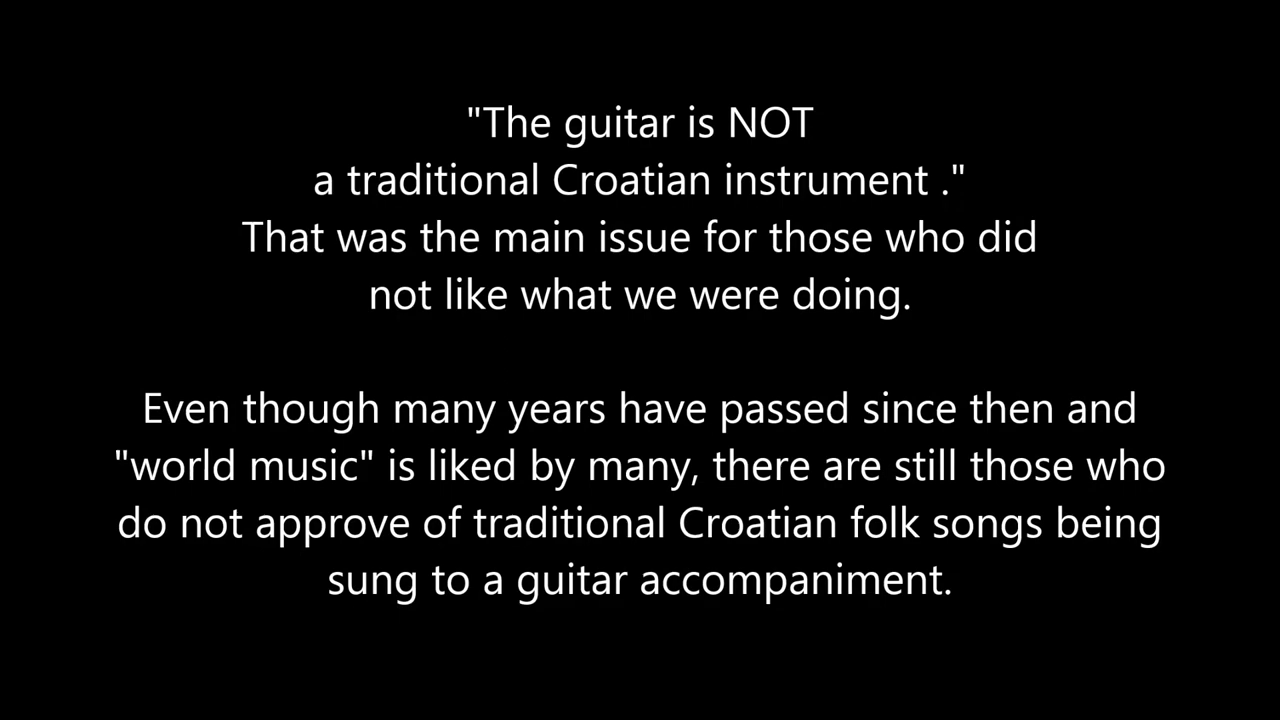 "The guitar is NOT
a traditional Croatian instrument ."
That was the main issue for those who did
not like what we were doing.
Even though many years have passed since then and
"world music" is liked by many, there are still those who
do not approve of traditional Croatian folk songs being
sung to a guitar accompaniment.